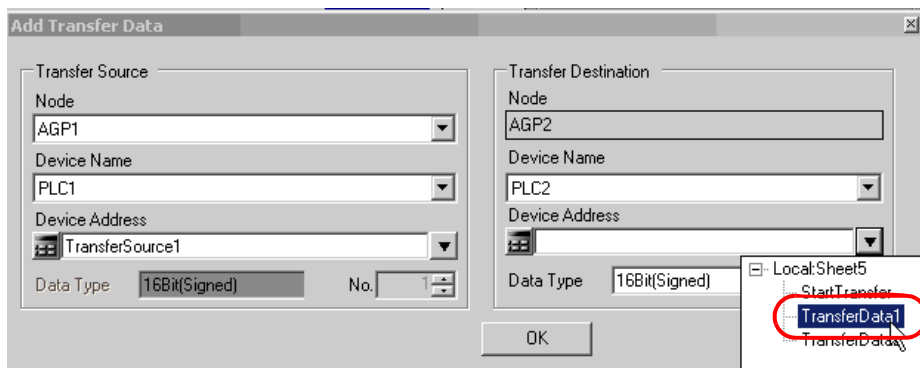 Add Transfer Data
Transfer Source
Node
AGP1
Device Name
PLC1
Device Address
TransferSource1
Data Type 16Bit(Signed) No. 1
Transfer Destination
Node
AGP2
Device Name
PLC2
Device Address
Data Type 16Bit(Signed)
Local:Sheet5
StartTransfer
TransferData1
OK